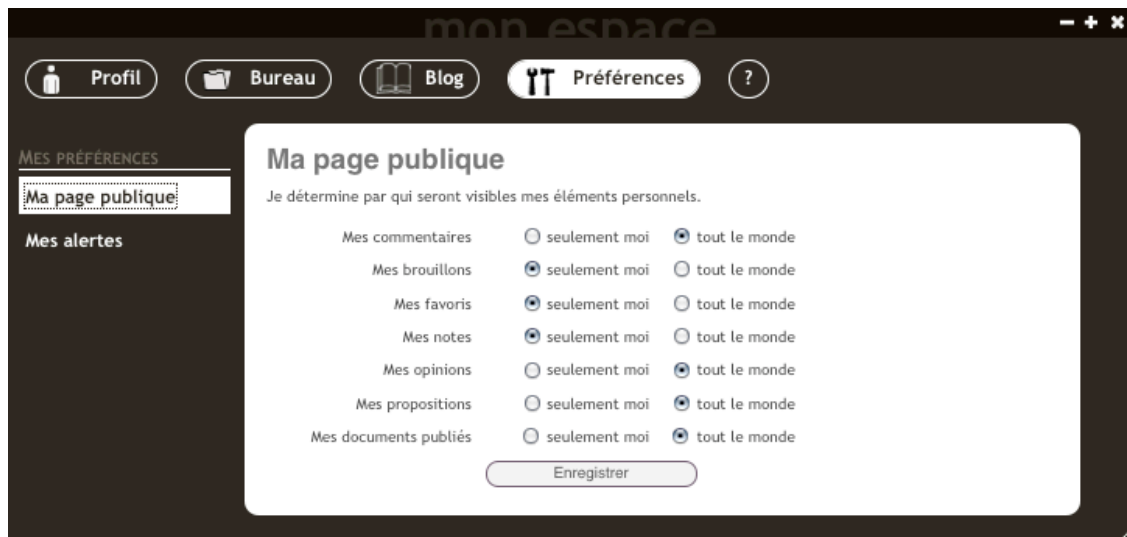 mon espace
Profil Bureau Blog Préférences ?
MES PRÉFÉRENCES
Ma page publique
Mes alertes
Ma page publique
Je détermine par qui seront visibles mes éléments personnels.
Mes commentaires seulement moi tout le monde
Mes brouillons seulement moi tout le monde
Mes favoris seulement moi tout le monde
Mes notes seulement moi tout le monde
Mes opinions seulement moi tout le monde
Mes propositions seulement moi tout le monde
Mes documents publiés seulement moi tout le monde
Enregistrer